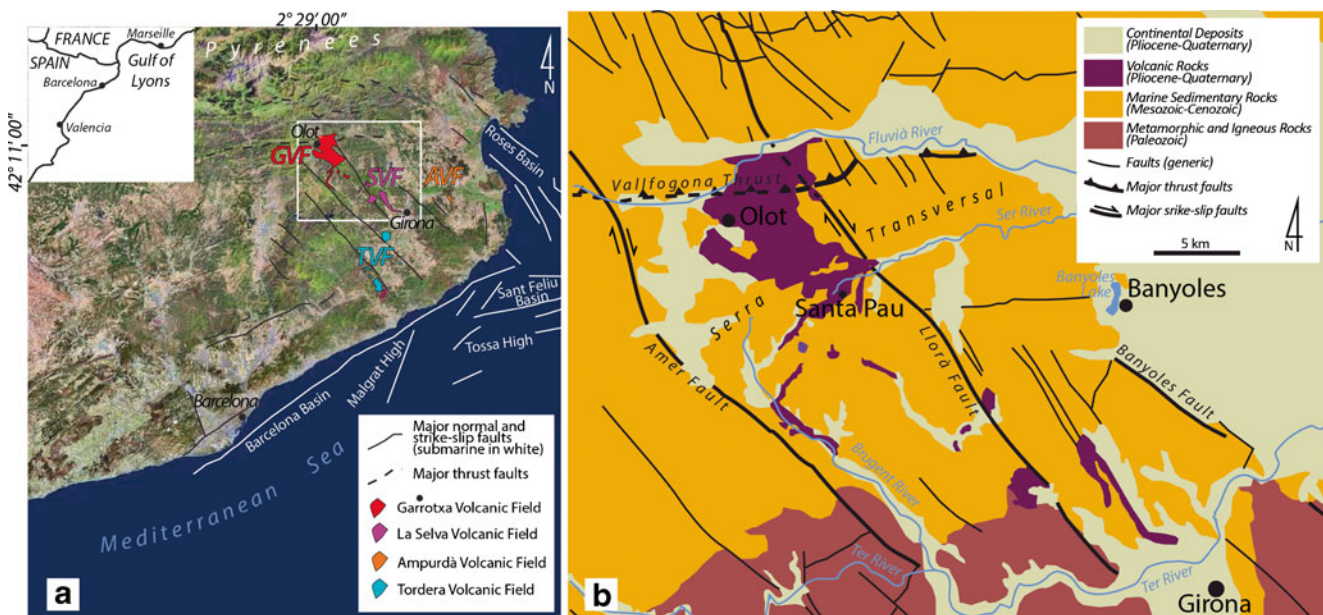 2° 29' 00"
42° 11' 00"
FRANCE
SPAIN
Marseille
Gulf of
Lyons
Barcelona
Valencia
Pyrenees
N
Olot
GVF
SVF
AVF
Girona
TVF
Roses Basin
Sant Feliu
Basin
Tossa High
Malgrat High
Barcelona Basin
Barcelona
Mediterranean Sea
Major normal and
strike-slip faults
(submarine in white)
Major thrust faults
Garrotxa Volcanic Field
La Selva Volcanic Field
Ampurdà Volcanic Field
Tordera Volcanic Field
a
Continental Deposits
(Pliocene-Quaternary)
Volcanic Rocks
(Pliocene-Quaternary)
Marine Sedimentary Rocks
(Mesozoic-Cenozoic)
Metamorphic and Igneous Rocks
(Paleozoic)
Faults (generic)
Major thrust faults
Major srike-slip faults
5 km
N
Fluvià River
Vallfogona Thrust
Olot
Transversal
Ser River
Banyoles
Lake
Banyoles
Santa Pau
Serra
Amer Fault
Llorà Fault
Banyoles Fault
Brugent River
Ter River
Ter River
Girona
b